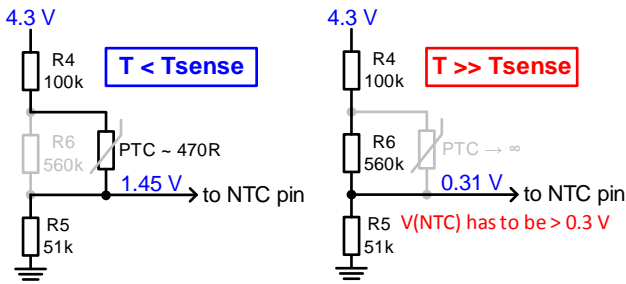 4.3 V
R4
100k
T < Tsense
R6
560k
PTC ~ 470R
1.45 V
to NTC pin
R5
51k
4.3 V
R4
100k
T >> Tsense
R6
560k
PTC → ∞
0.31 V
to NTC pin
R5
51k
V(NTC) has to be > 0.3 V